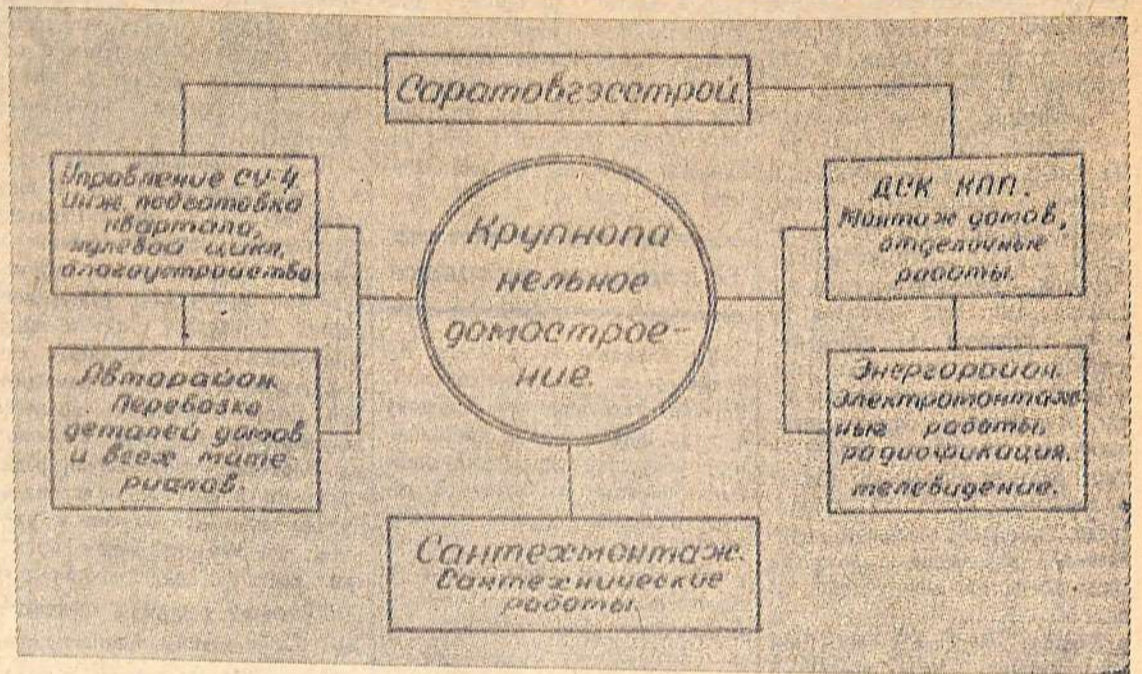 Саратовгэсстрой.
Управление СУ-4.
Инж. подготовка
квартала,
нулевой цикл,
благоустройство
Авторайон.
Перевозка
деталей домов
и всех мате
риалов.
Крупнопа
нельное
домострое-
ние.
ДСК КПП.
Монтаж домов,
отделочные
работы.
Энергорайон.
Электромонтаж
ные работы,
радиофикация,
телевидение.
Сантехмонтаж.
Сантехнические
работы.